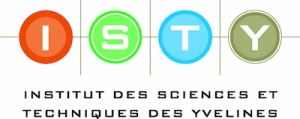 ISTY
INSTITUT DES SCIENCES ET
TECHNIQUES DES YVELINES